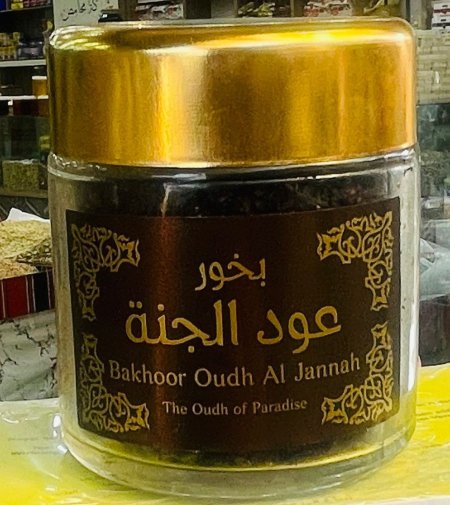 بخور
عود الجنة
Bakhoor Oudh Al Jannah
The Oudh of Paradise